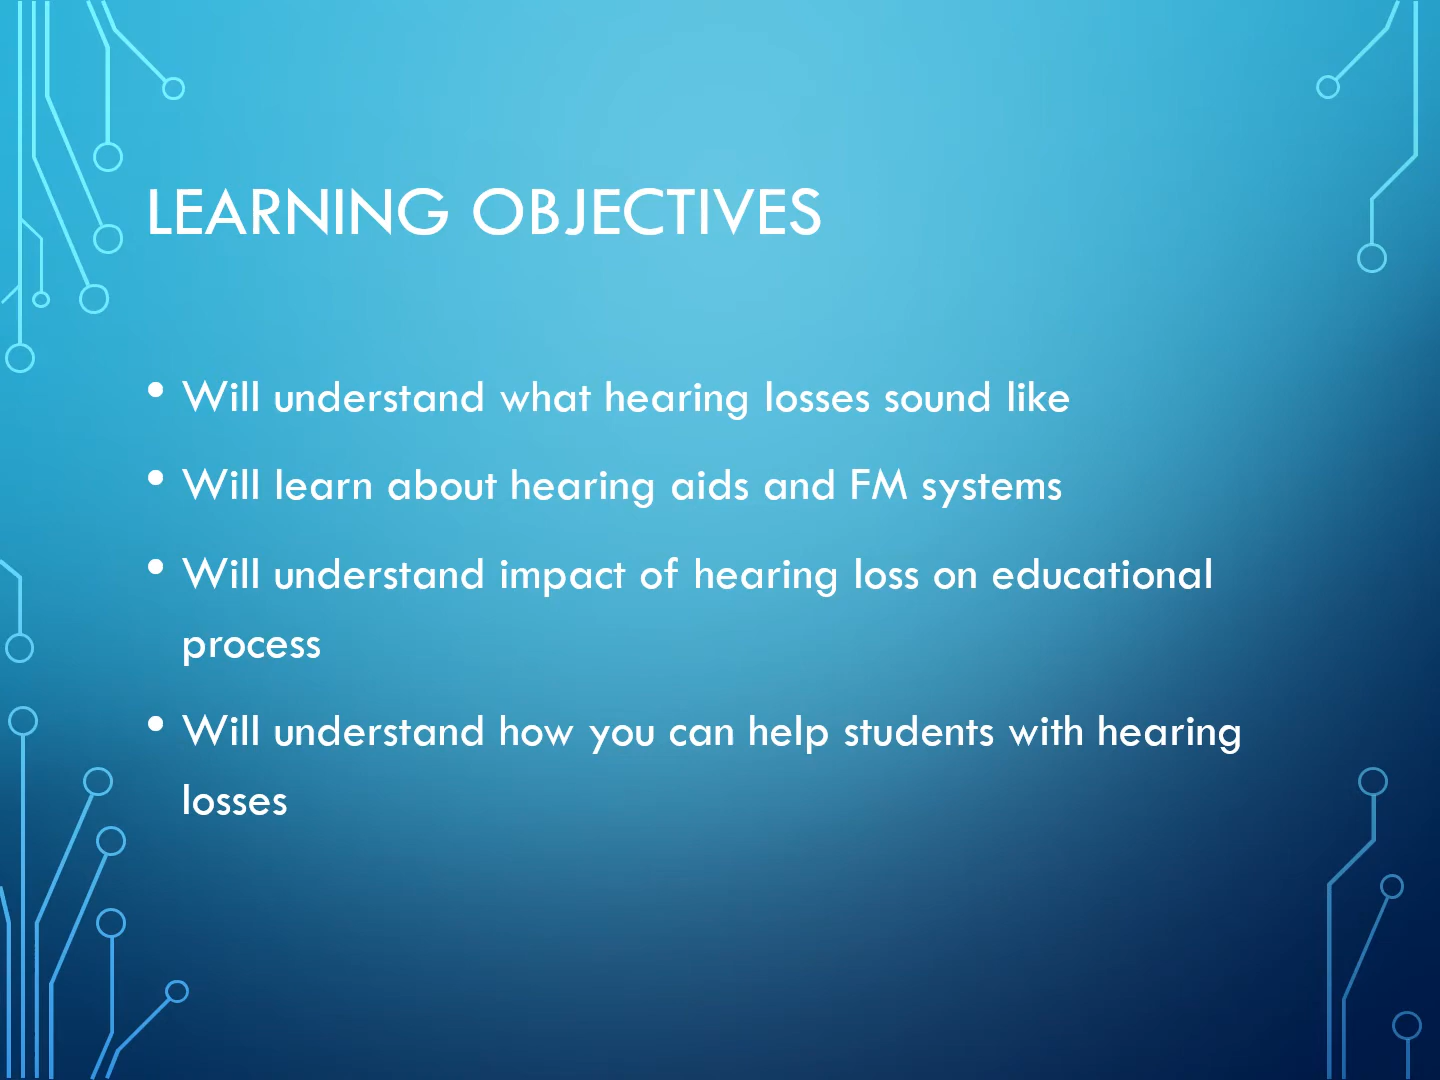 LEARNING OBJECTIVES
• Will understand what hearing losses sound like
• Will learn about hearing aids and FM systems
• Will understand impact of hearing loss on educational
process
• Will understand how you can help students with hearing
losses